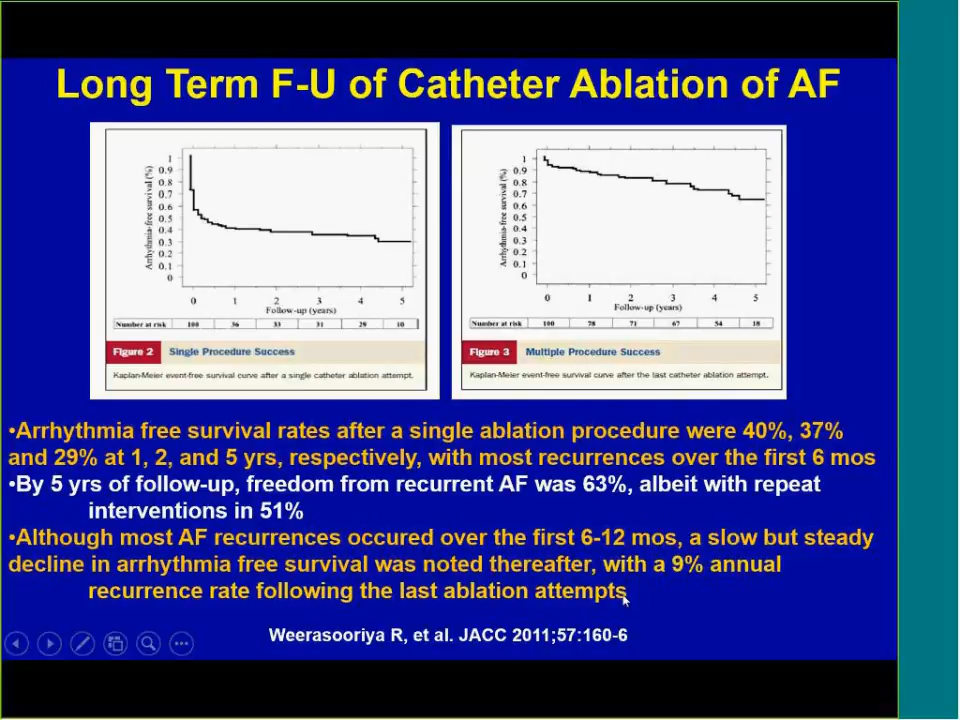 Long Term F-U of Catheter Ablation of AF
Arrhythmia-free survival (%)
1
0.9
0.8
0.7
0.6
0.5
0.4
0.3
0.2
0.1
0
0 1 2 3 4 5
Follow-up (years)
Number at risk 100 36 33 31 29 10
Figure 2 Single Procedure Success
Kaplan-Meier event-free survival curve after a single catheter ablation attempt.
Arrhythmia-free survival (%)
1
0.9
0.8
0.7
0.6
0.5
0.4
0.3
0.2
0.1
0
0 1 2 3 4 5
Follow-up (years)
Number at risk 100 78 71 67 54 18
Figure 3 Multiple Procedure Success
Kaplan-Meier event-free survival curve after the last catheter ablation attempt.
•Arrhythmia free survival rates after a single ablation procedure were 40%, 37%
and 29% at 1, 2, and 5 yrs, respectively, with most recurrences over the first 6 mos
•By 5 yrs of follow-up, freedom from recurrent AF was 63%, albeit with repeat
interventions in 51%
•Although most AF recurrences occured over the first 6-12 mos, a slow but steady
decline in arrhythmia free survival was noted thereafter, with a 9% annual
recurrence rate following the last ablation attempts
Weerasooriya R, et al. JACC 2011;57:160-6